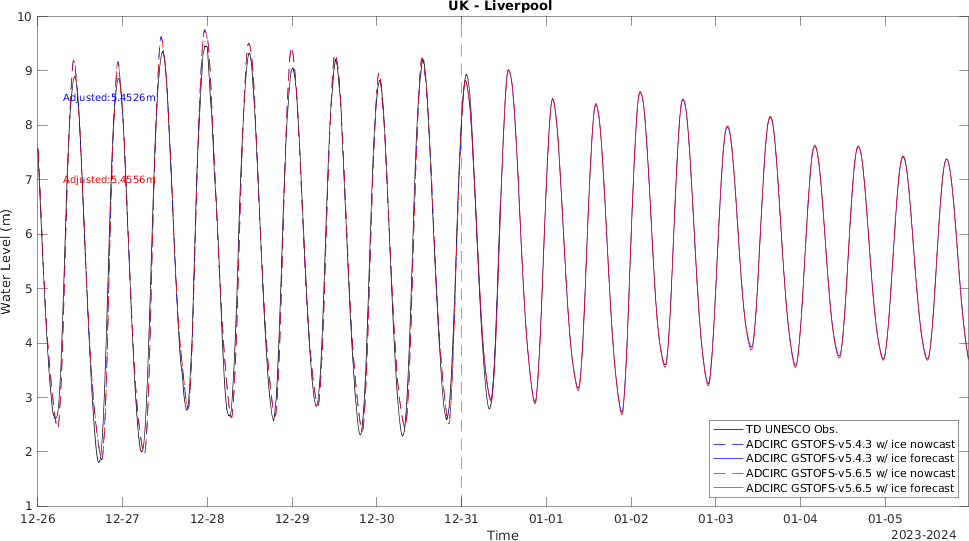 UK - Liverpool
10
9
8
7
6
5
4
3
2
1
Water Level (m)
Adjusted:5.4526m
Adjusted:5.4556m
TD UNESCO Obs.
ADCIRC GSTOFS-v5.4.3 w/ ice nowcast
ADCIRC GSTOFS-v5.4.3 w/ ice forecast
ADCIRC GSTOFS-v5.6.5 w/ ice nowcast
ADCIRC GSTOFS-v5.6.5 w/ ice forecast
12-26 12-27 12-28 12-29 12-30 12-31 01-01 01-02 01-03 01-04 01-05
Time
2023-2024